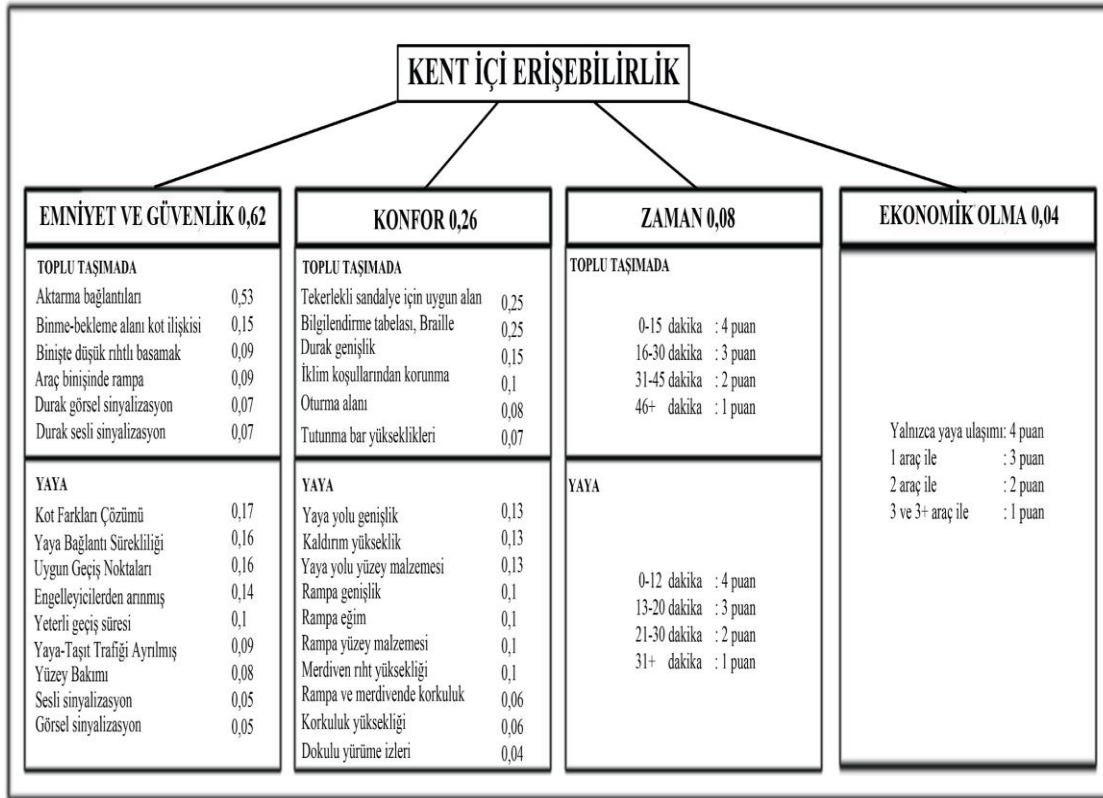 KENT İÇİ ERİŞEBİLİRLİK
EMNİYET VE GÜVENLİK 0,62
TOPLU TAŞIMADA
Aktarma bağlantıları 0,53
Binme-bekleme alanı kot ilişkisi 0,15
Binişte düşük rıhtlı basamak 0,09
Araç binişinde rampa 0,09
Durak görsel sinyalizasyon 0,07
Durak sesli sinyalizasyon 0,07
YAYA
Kot Farkları Çözümü 0,17
Yaya Bağlantı Sürekliliği 0,16
Uygun Geçiş Noktaları 0,16
Engelleyicilerden arınmış 0,14
Yeterli geçiş süresi 0,1
Yaya-Taşıt Trafiği Ayrılmış 0,09
Yüzey Bakımı 0,08
Sesli sinyalizasyon 0,05
Görsel sinyalizasyon 0,05
KONFOR 0,26
TOPLU TAŞIMADA
Tekerlekli sandalye için uygun alan 0,25
Bilgilendirme tabelası, Braille 0,25
Durak genişlik 0,15
İklim koşullarından korunma 0,1
Oturma alanı 0,08
Tutunma bar yükseklikleri 0,07
YAYA
Yaya yolu genişlik 0,13
Kaldırım yükseklik 0,13
Yaya yolu yüzey malzemesi 0,13
Rampa genişlik 0,1
Rampa eğim 0,1
Rampa yüzey malzemesi 0,1
Merdiven rıht yüksekliği 0,1
Rampa ve merdivende korkuluk 0,06
Korkuluk yüksekliği 0,06
Dokulu yürüme izleri 0,04
ZAMAN 0,08
TOPLU TAŞIMADA
0-15 dakika : 4 puan
16-30 dakika : 3 puan
31-45 dakika : 2 puan
46+ dakika : 1 puan
YAYA
0-12 dakika : 4 puan
13-20 dakika : 3 puan
21-30 dakika : 2 puan
31+ dakika : 1 puan
EKONOMİK OLMA 0,04
Yalnızca yaya ulaşımı: 4 puan
1 araç ile : 3 puan
2 araç ile : 2 puan
3 ve 3+ araç ile : 1 puan